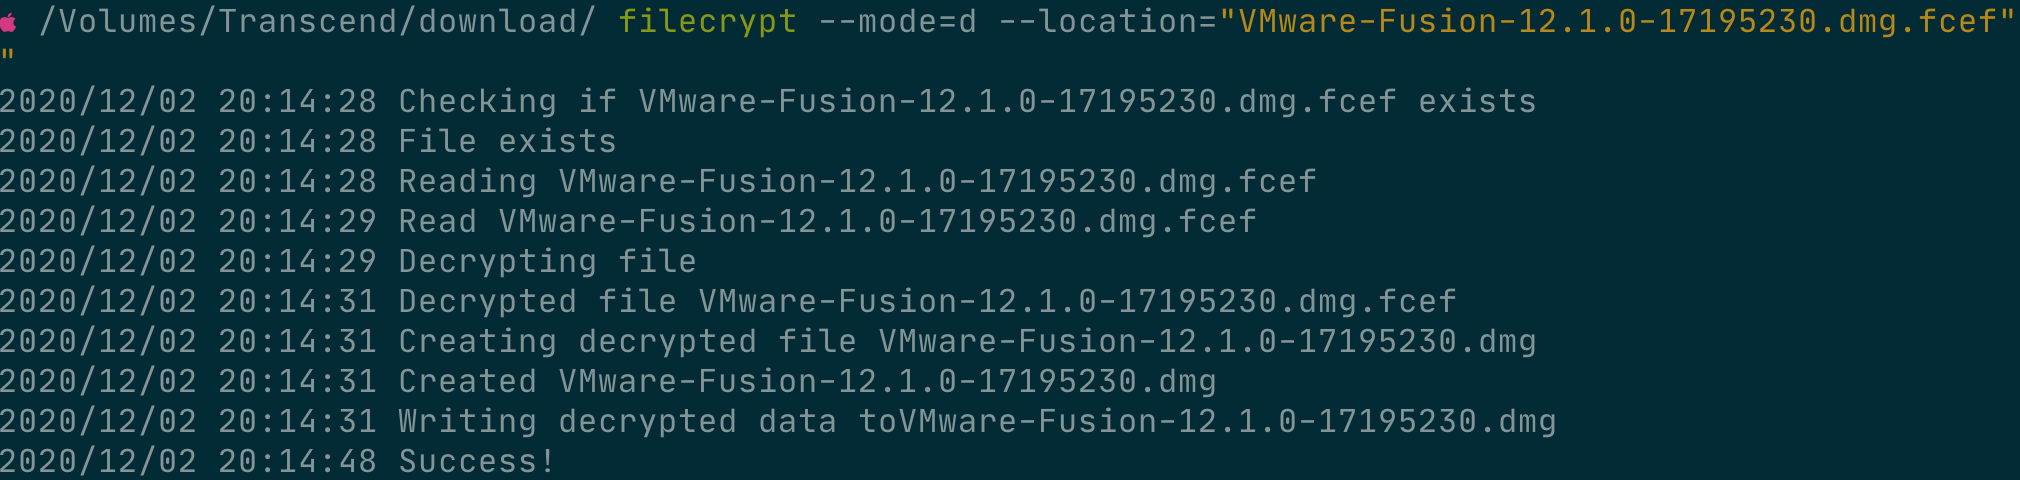 /Volumes/Transcend/download/ filecrypt --mode=d --location="VMware-Fusion-12.1.0-17195230.dmg.fcef"
"
2020/12/02 20:14:28 Checking if VMware-Fusion-12.1.0-17195230.dmg.fcef exists
2020/12/02 20:14:28 File exists
2020/12/02 20:14:28 Reading VMware-Fusion-12.1.0-17195230.dmg.fcef
2020/12/02 20:14:29 Read VMware-Fusion-12.1.0-17195230.dmg.fcef
2020/12/02 20:14:29 Decrypting file
2020/12/02 20:14:31 Decrypted file VMware-Fusion-12.1.0-17195230.dmg.fcef
2020/12/02 20:14:31 Creating decrypted file VMware-Fusion-12.1.0-17195230.dmg
2020/12/02 20:14:31 Created VMware-Fusion-12.1.0-17195230.dmg
2020/12/02 20:14:31 Writing decrypted data toVMware-Fusion-12.1.0-17195230.dmg
2020/12/02 20:14:48 Success!